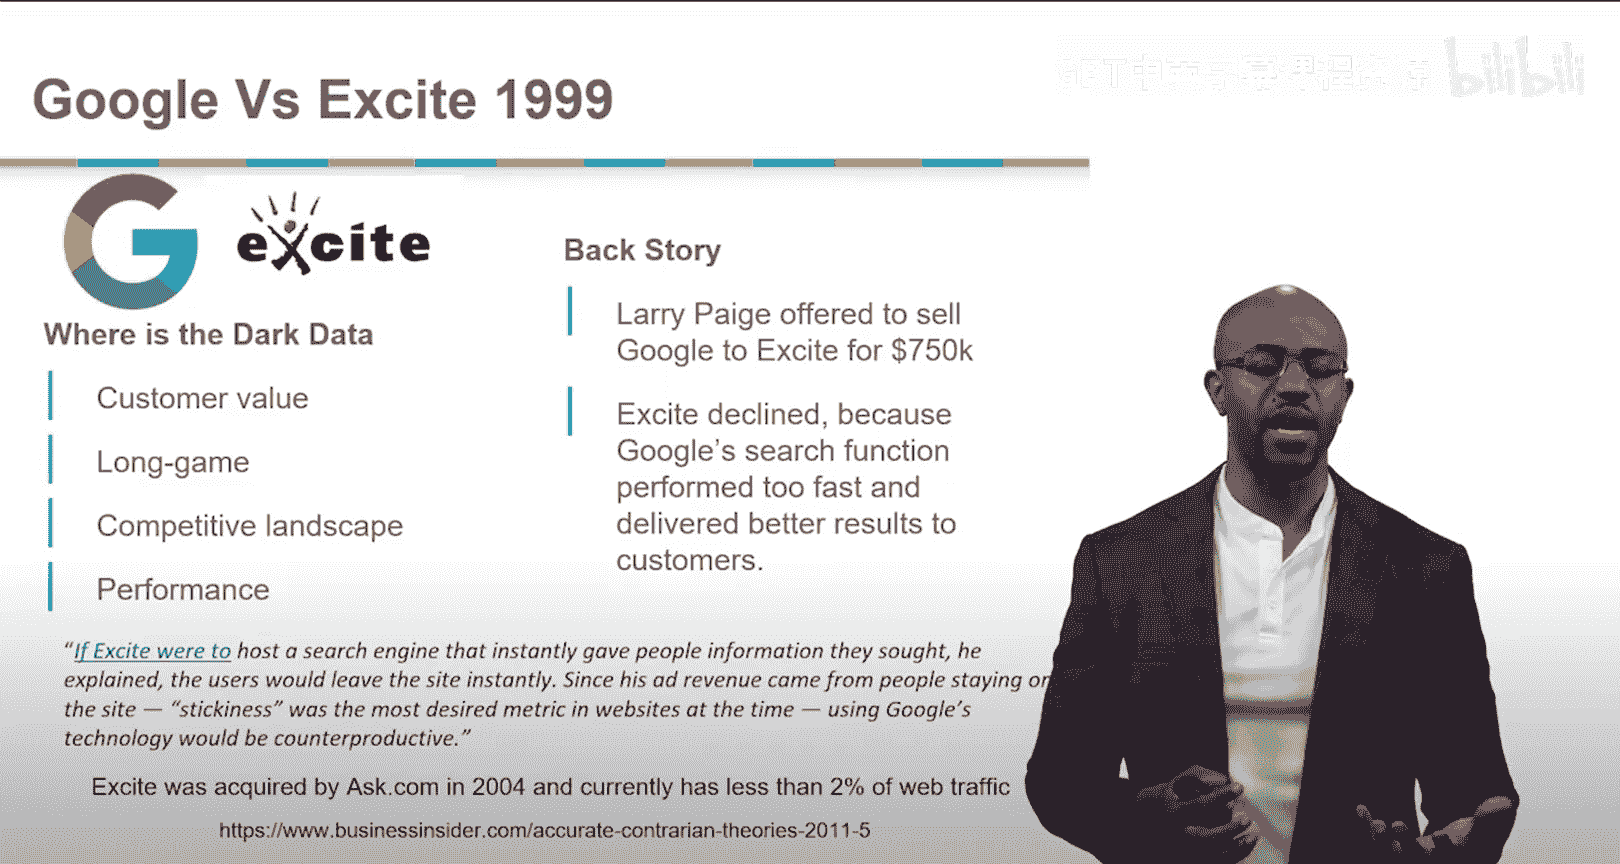 Google Vs Excite 1999
bilibili
excite
Where is the Dark Data
Customer value
Long-game
Competitive landscape
Performance
Back Story
Larry Paige offered to sell
Google to Excite for $750k
Excite declined, because
Google’s search function
performed too fast and
delivered better results to
customers.
“If Excite were to host a search engine that instantly gave people information they sought, he
explained, the users would leave the site instantly. Since his ad revenue came from people staying on
the site — “stickiness” was the most desired metric in websites at the time — using Google’s
technology would be counterproductive.”
Excite was acquired by Ask.com in 2004 and currently has less than 2% of web traffic
https://www.businessinsider.com/accurate-contrarian-theories-2011-5